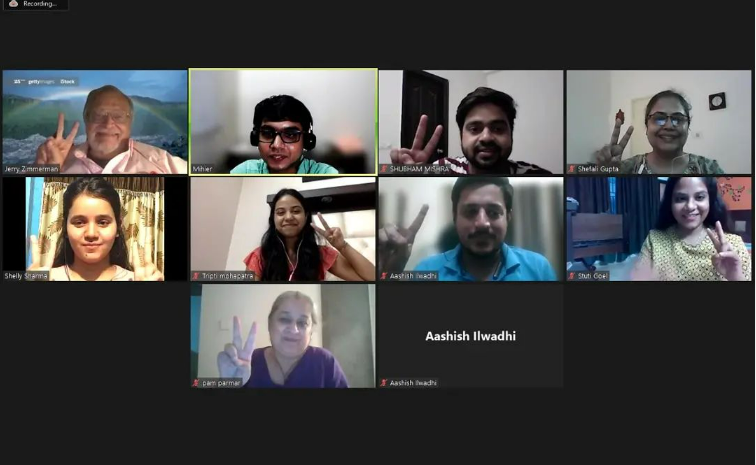 Recording...
gettyimages iStock
Jerry Zimmerman
Mihier
SHUBHAM MISHRA
Shefali Gupta
Shelly Sharma
Tripti mohapatra
Aashish Ilwadhi
Stuti Goel
pam parmar
Aashish Ilwadhi
Aashish Ilwadhi